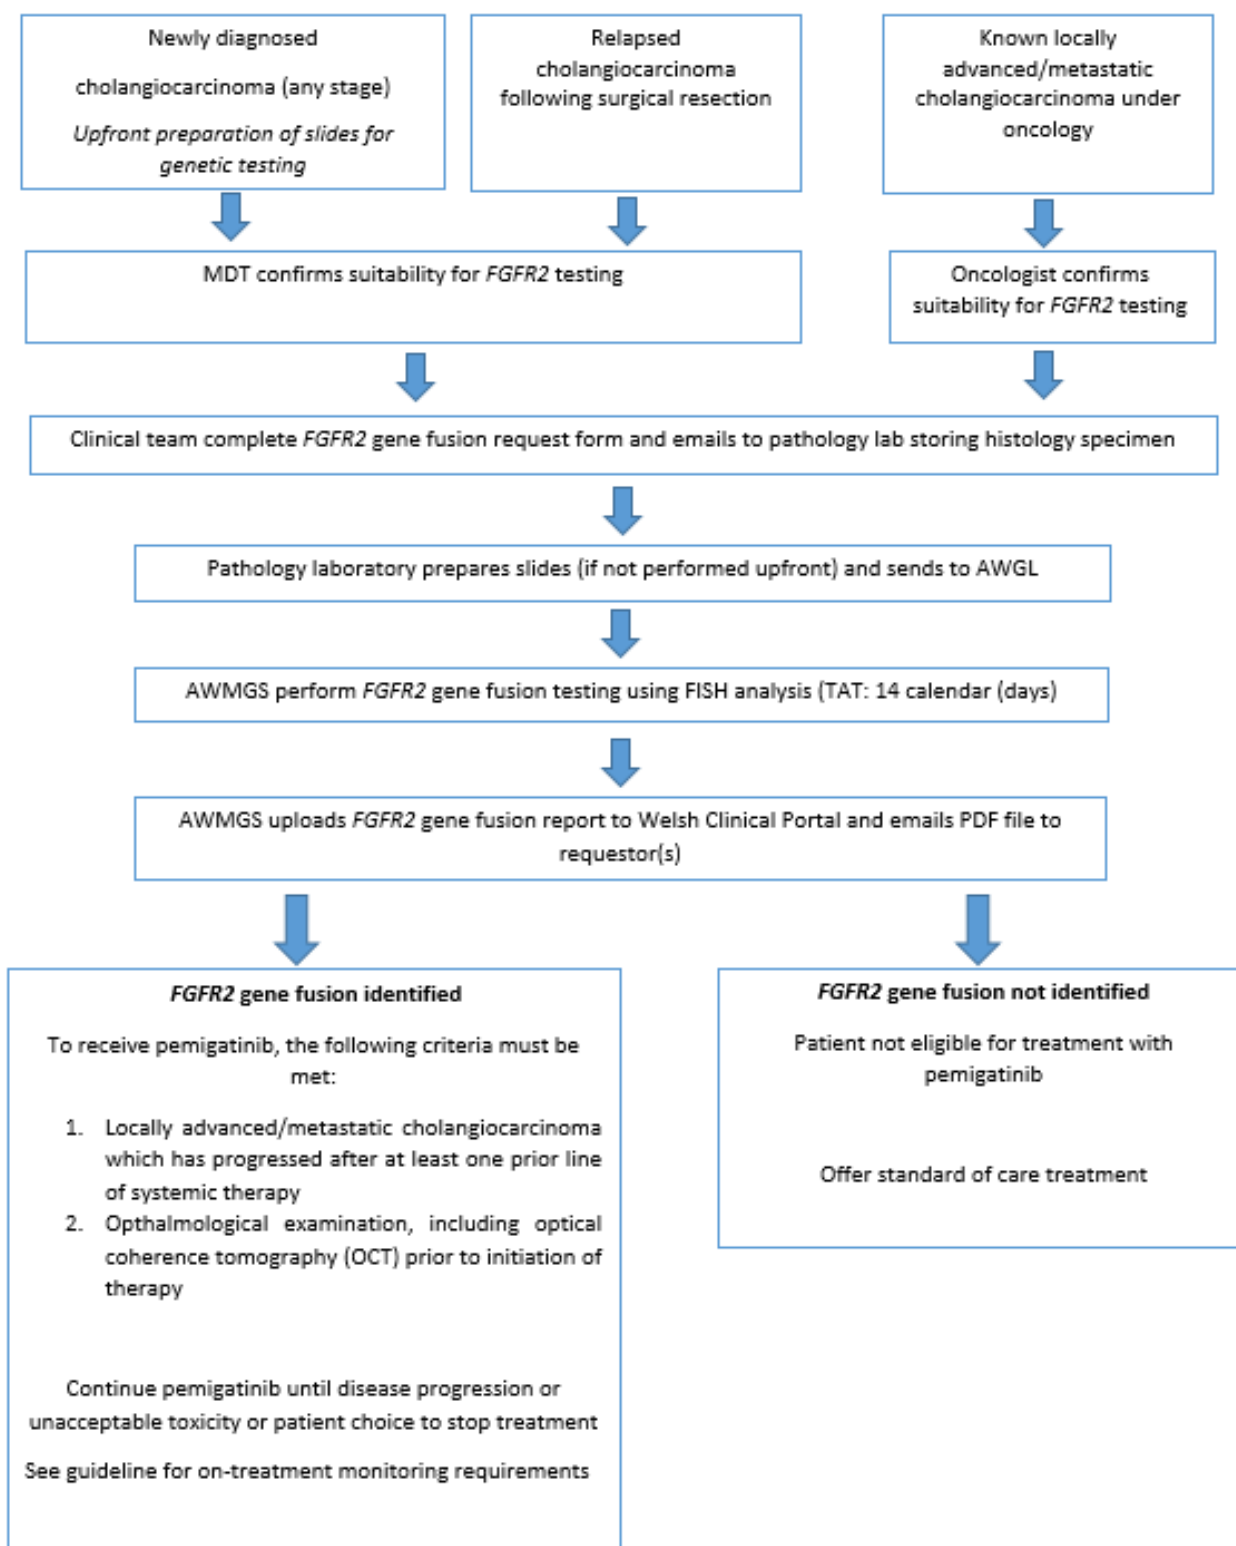 Newly diagnosed
cholangiocarcinoma (any stage)
Upfront preparation of slides for
genetic testing
Relapsed
cholangiocarcinoma
following surgical resection
Known locally
advanced/metastatic
cholangiocarcinoma under
oncology
MDT confirms suitability for FGFR2 testing
Oncologist confirms
suitability for FGFR2 testing
Clinical team complete FGFR2 gene fusion request form and emails to pathology lab storing histology specimen
Pathology laboratory prepares slides (if not performed upfront) and sends to AWGL
AWMGS perform FGFR2 gene fusion testing using FISH analysis (TAT: 14 calendar (days)
AWMGS uploads FGFR2 gene fusion report to Welsh Clinical Portal and emails PDF file to
requestor(s)
FGFR2 gene fusion identified
To receive pemigatinib, the following criteria must be
met:
1. Locally advanced/metastatic cholangiocarcinoma
which has progressed after at least one prior line
of systemic therapy
2. Opthalmological examination, including optical
coherence tomography (OCT) prior to initiation of
therapy
Continue pemigatinib until disease progression or
unacceptable toxicity or patient choice to stop treatment
See guideline for on-treatment monitoring requirements
FGFR2 gene fusion not identified
Patient not eligible for treatment with
pemigatinib
Offer standard of care treatment